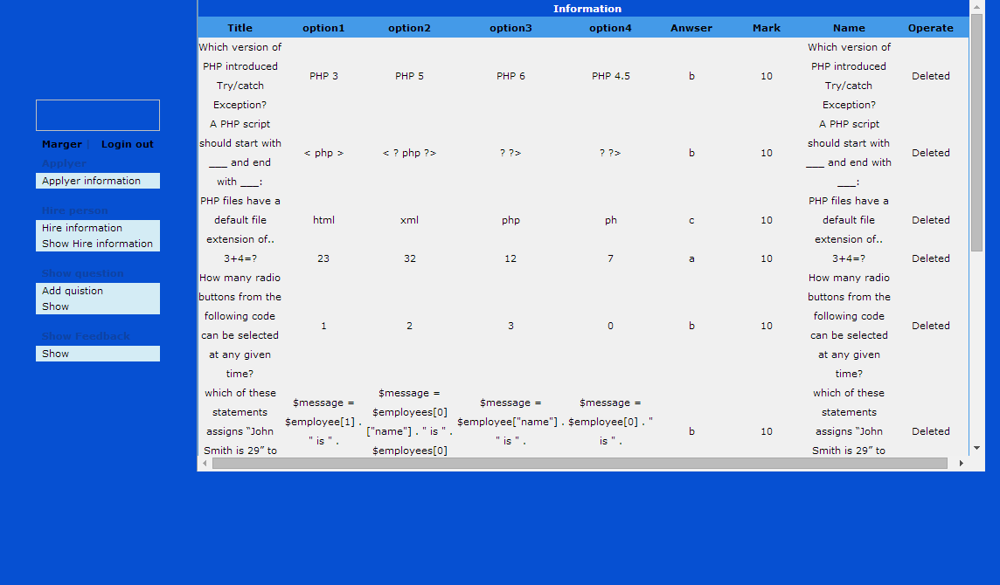 Information
Title option1 option2 option3 option4 Anwser Mark Name Operate
Which version of
PHP introduced
Try/catch
Exception?
PHP 3
PHP 5
PHP 6
PHP 4.5
b
10
Which version of
PHP introduced
Try/catch
Exception?
Deleted
A PHP script
should start with
___ and end
with ___:
< php >
< ? php ?>
? ?>
? ?>
b
10
A PHP script
should start with
___ and end with
___:
Deleted
PHP files have a
default file
extension of..
html
xml
php
ph
c
10
PHP files have a
default file
extension of..
Deleted
3+4=?
23
32
12
7
a
10
3+4=?
Deleted
How many radio
buttons from the
following code
can be selected
at any given
time?
1
2
3
0
b
10
How many radio
buttons from the
following code
can be selected
at any given
time?
Deleted
which of these
statements
assigns “John
Smith is 29” to
$message =
$employee[1] .
" is " .
$message =
$employees[0]
["name"] . " is " .
$employees[0]
$message =
$employee["name"] .
" is " .
$message =
$employee[0] . "
is " .
b
10
which of these
statements
assigns “John
Smith is 29” to
Deleted
Marger | Login out
Applyer
Applyer information
Hire person
Hire information
Show Hire information
Show question
Add quistion
Show
Show Feedback
Show